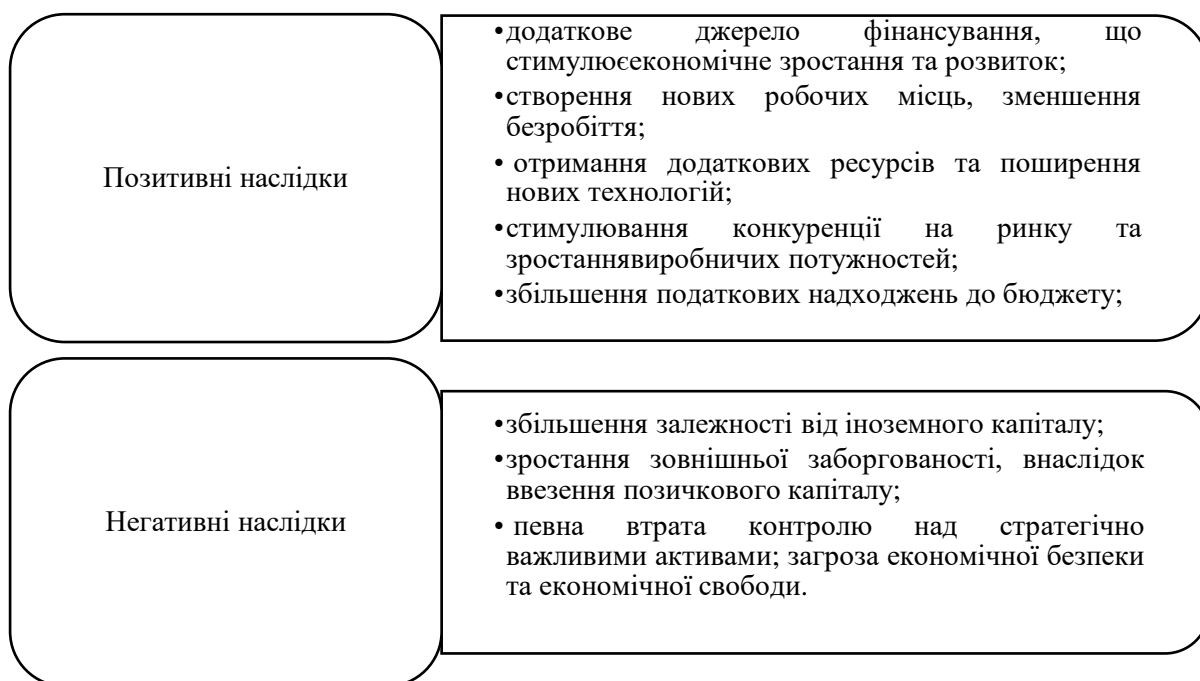 Позитивні наслідки
•додаткове джерело фінансування, що
стимулюєекономічне зростання та розвиток;
•створення нових робочих місць, зменшення
безробіття;
• отримання додаткових ресурсів та поширення
нових технологій;
•стимулювання конкуренції на ринку та
зростаннявиробничих потужностей;
•збільшення податкових надходжень до бюджету;
Негативні наслідки
•збільшення залежності від іноземного капіталу;
•зростання зовнішньої заборгованості, внаслідок
ввезення позичкового капіталу;
• певна втрата контролю над стратегічно
важливими активами; загроза економічної безпеки
та економічної свободи.